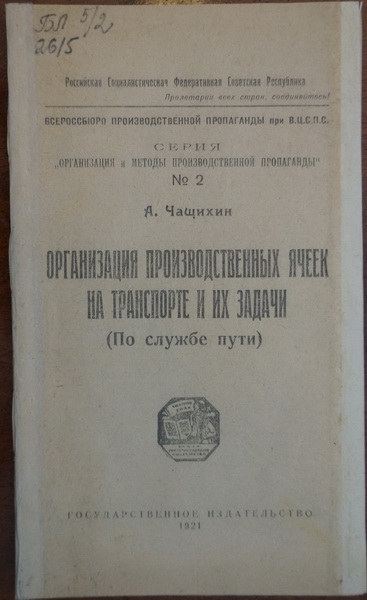 БП 5/2
26/5
Российская Социалистическая Федеративная Советская Республика
Пролетарии всех стран, соединяйтесь!
ВСЕРОССБЮРО ПРОИЗВОДСТВЕННОЙ ПРОПАГАНДЫ при В.Ц.С.П.С.
СЕРИЯ
„ОРГАНИЗАЦИЯ и МЕТОДЫ ПРОИЗВОДСТВЕННОЙ ПРОПАГАНДЫ“
№ 2
А. Чащихин
ОРГАНИЗАЦИЯ ПРОИЗВОДСТВЕННЫХ ЯЧЕЕК
НА ТРАНСПОРТЕ И ИХ ЗАДАЧИ
(По службе пути)
ГОСУДАРСТВЕННОЕ ИЗДАТЕЛЬСТВО
1921